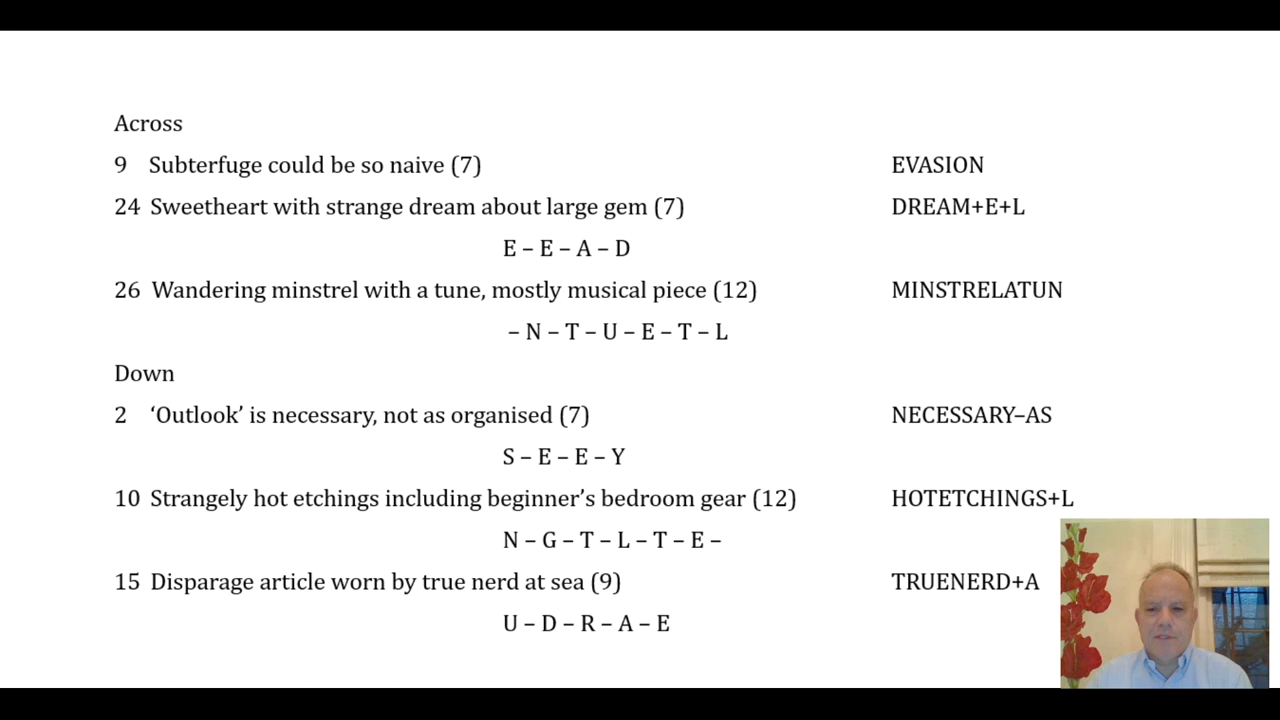 Across
9 Subterfuge could be so naive (7) EVASION
24 Sweetheart with strange dream about large gem (7) DREAM+E+L
E – E – A – D
26 Wandering minstrel with a tune, mostly musical piece (12) MINSTRELATUN
– N – T – U – E – T – L
Down
2 ‘Outlook’ is necessary, not as organised (7) NECESSARY–AS
S – E – E – Y
10 Strangely hot etchings including beginner’s bedroom gear (12) HOTETCHINGS+L
N – G – T – L – T – E –
15 Disparage article worn by true nerd at sea (9) TRUENERD+A
U – D – R – A – E